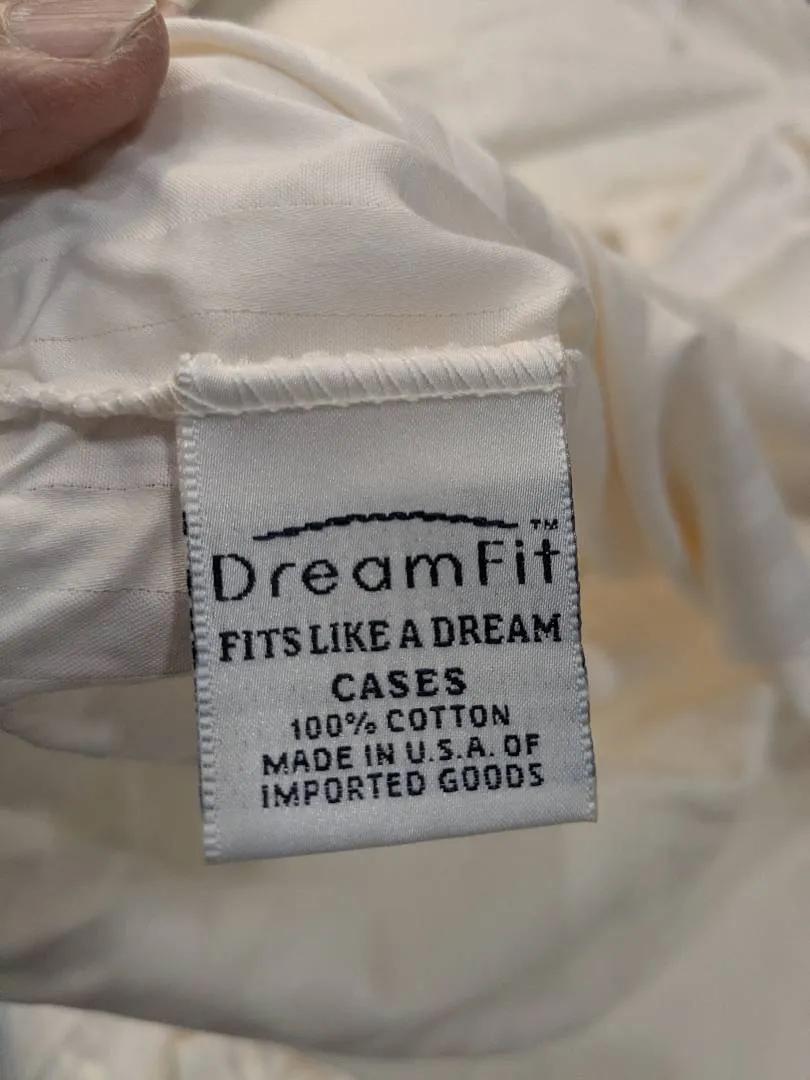 DreamFit™
FITS LIKE A DREAM
CASES
100% COTTON
MADE IN U.S.A. OF
IMPORTED GOODS